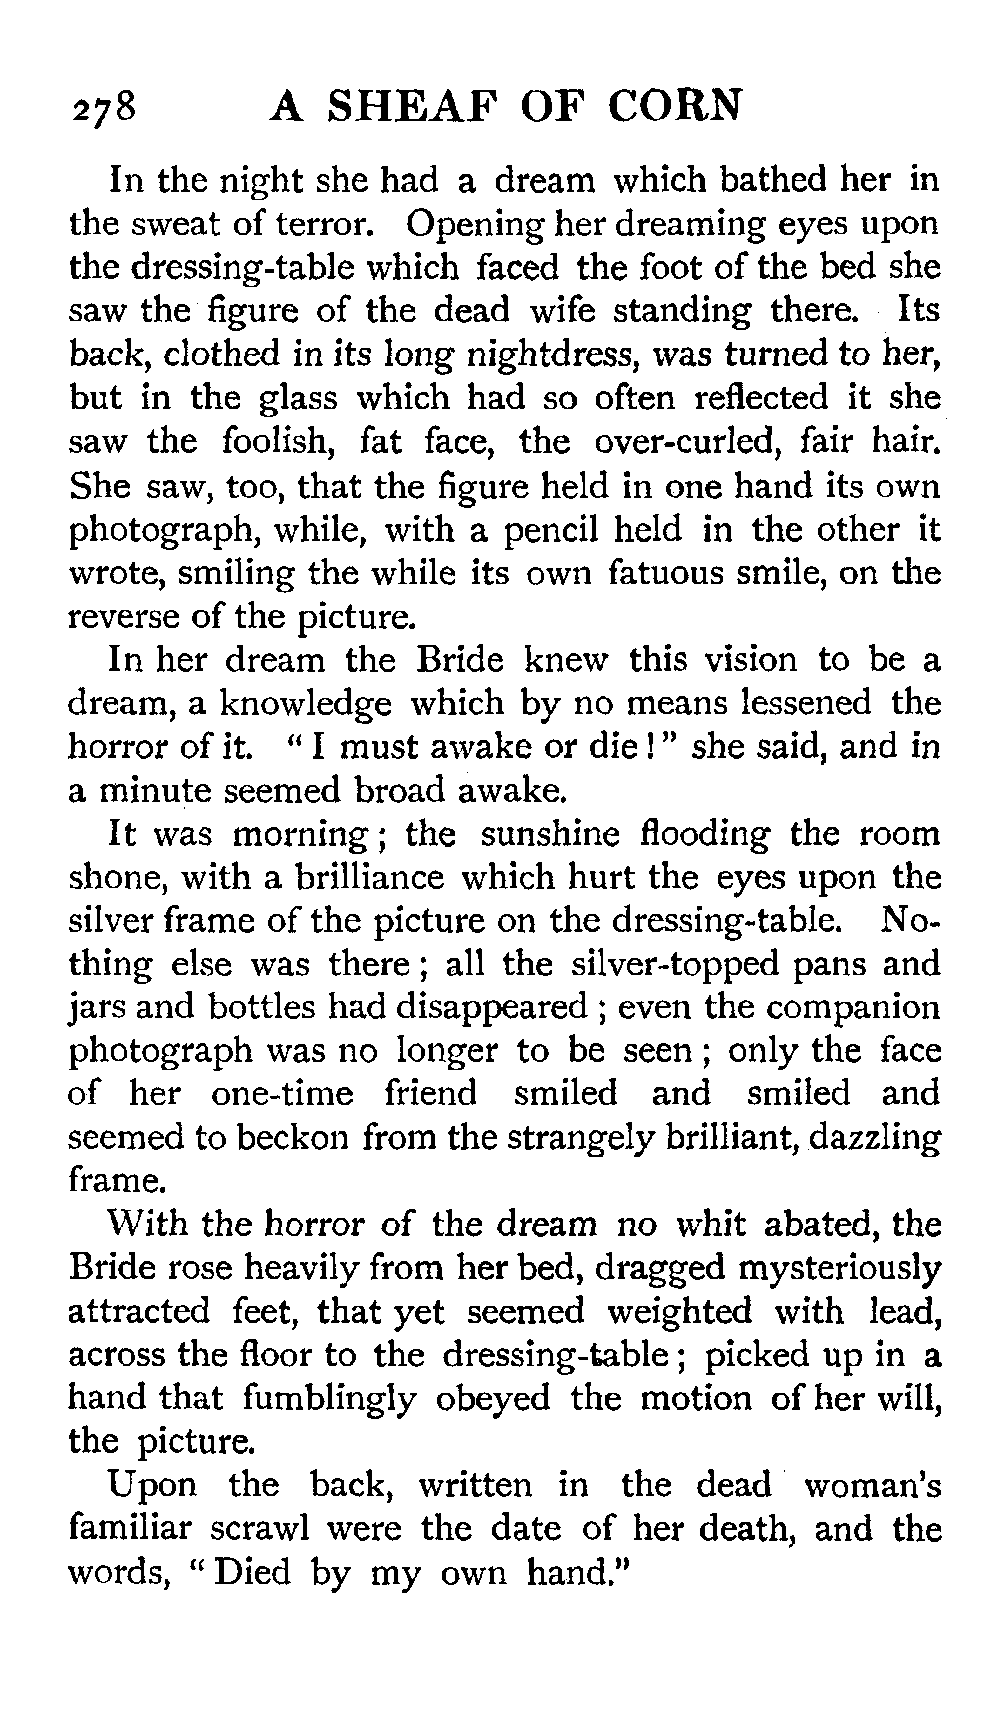 278 A SHEAF OF CORN
In the night she had a dream which bathed her in
the sweat of terror. Opening her dreaming eyes upon
the dressing-table which faced the foot of the bed she
saw the figure of the dead wife standing there. Its
back, clothed in its long nightdress, was turned to her,
but in the glass which had so often reflected it she
saw the foolish, fat face, the over-curled, fair hair.
She saw, too, that the figure held in one hand its own
photograph, while, with a pencil held in the other it
wrote, smiling the while its own fatuous smile, on the
reverse of the picture.
In her dream the Bride knew this vision to be a
dream, a knowledge which by no means lessened the
horror of it. “ I must awake or die ! ” she said, and in
a minute seemed broad awake.
It was morning ; the sunshine flooding the room
shone, with a brilliance which hurt the eyes upon the
silver frame of the picture on the dressing-table. No-
thing else was there ; all the silver-topped pans and
jars and bottles had disappeared ; even the companion
photograph was no longer to be seen ; only the face
of her one-time friend smiled and smiled and
seemed to beckon from the strangely brilliant, dazzling
frame.
With the horror of the dream no whit abated, the
Bride rose heavily from her bed, dragged mysteriously
attracted feet, that yet seemed weighted with lead,
across the floor to the dressing-table ; picked up in a
hand that fumblingly obeyed the motion of her will,
the picture.
Upon the back, written in the dead woman's
familiar scrawl were the date of her death, and the
words, “ Died by my own hand.”